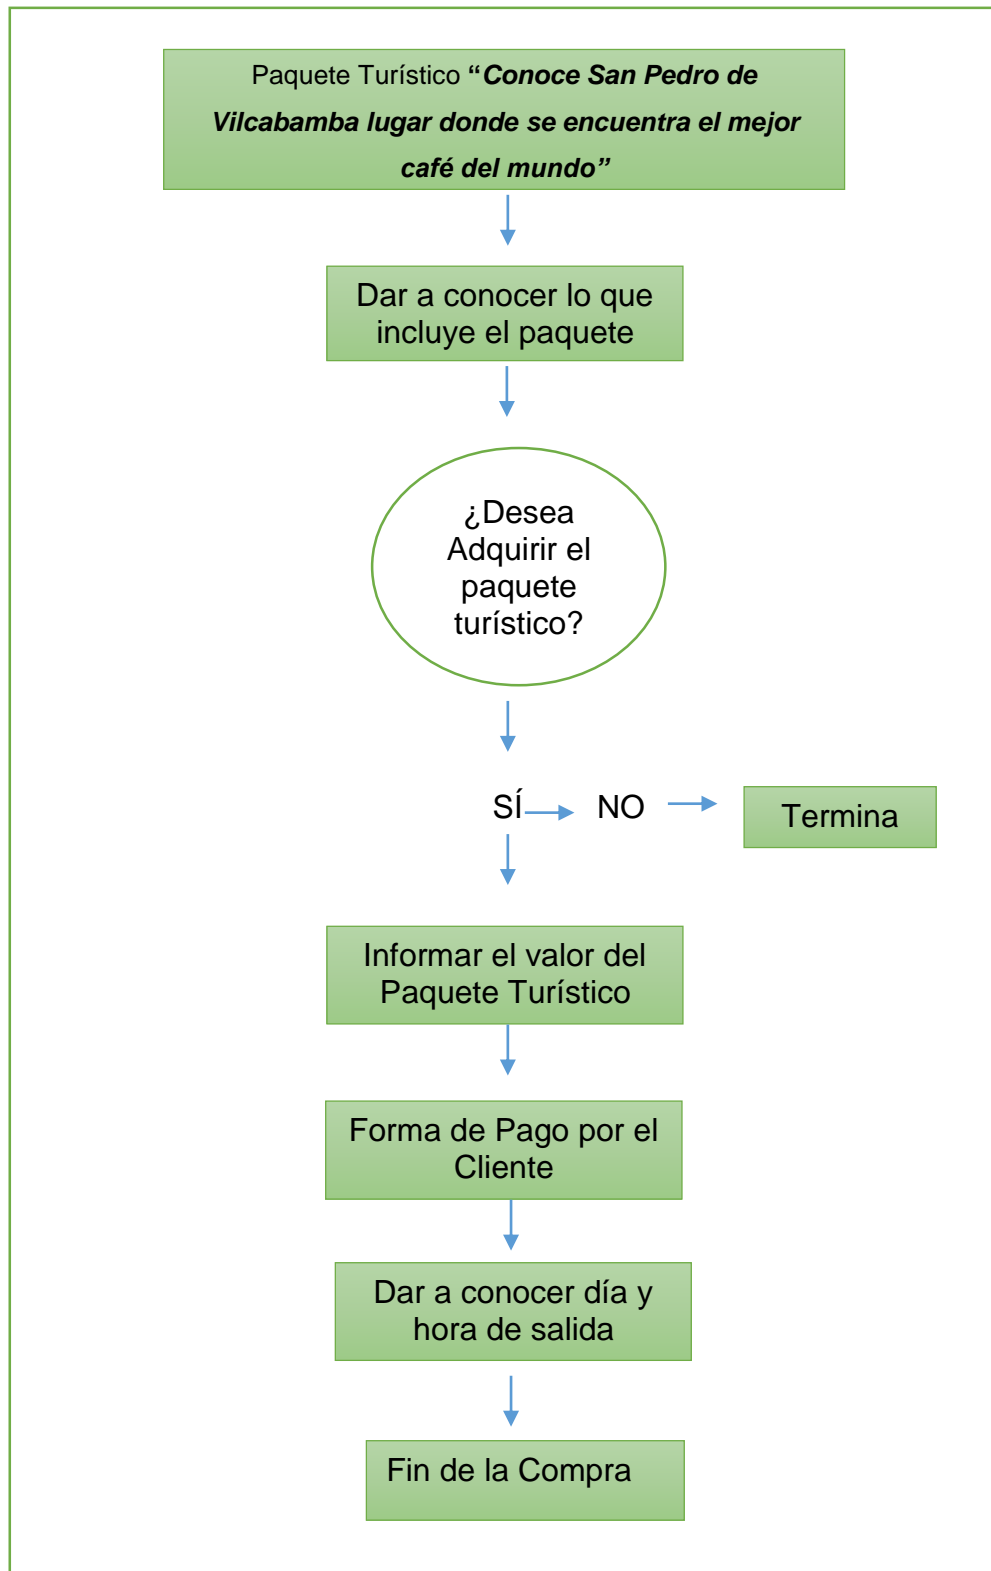 Paquete Turístico “Conoce San Pedro de
Vilcabamba lugar donde se encuentra el mejor
café del mundo”
Dar a conocer lo que
incluye el paquete
¿Desea
Adquirir el
paquete
turístico?
SÍ NO Termina
Informar el valor del
Paquete Turístico
Forma de Pago por el
Cliente
Dar a conocer día y
hora de salida
Fin de la Compra